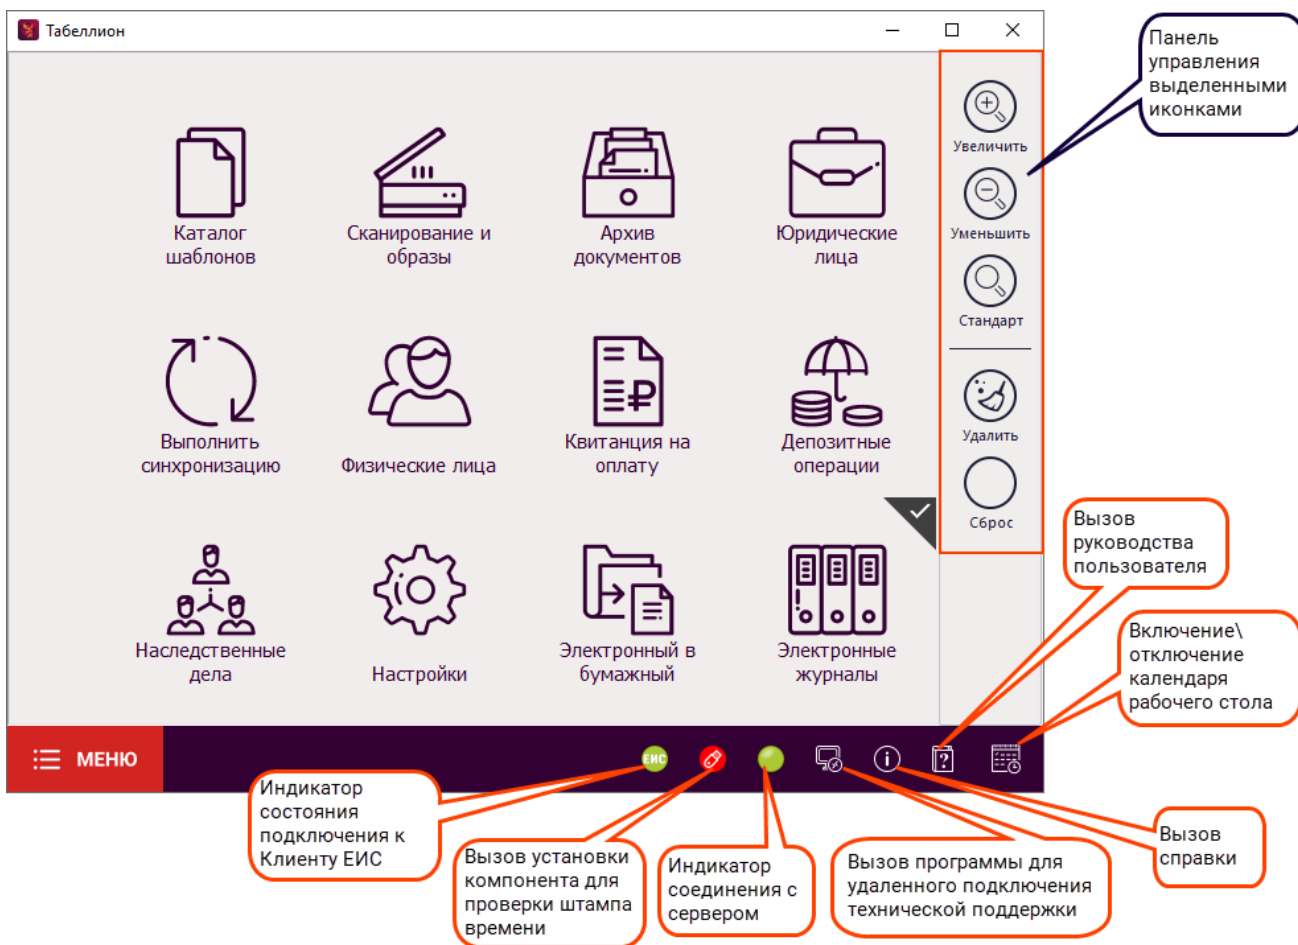 Табеллион
Панель
управления
выделенными
иконками
Увеличить
Уменьшить
Стандарт
Удалить
Сброс
Каталог
шаблонов
Сканирование и
образы
Архив
документов
Юридические
лица
Выполнить
синхронизацию
Физические лица
Квитанция на
оплату
Депозитные
операции
Наследственные
дела
Настройки
Электронный в
бумажный
Электронные
журналы
Вызов
руководства
пользователя
Включение\
отключение
календаря
рабочего стола
МЕНЮ
ЕИС
Индикатор
состояния
подключения к
Клиенту ЕИС
Вызов установки
компонента для
проверки штампа
времени
Индикатор
соединения с
сервером
Вызов программы для
удаленного подключения
технической поддержки
Вызов
справки